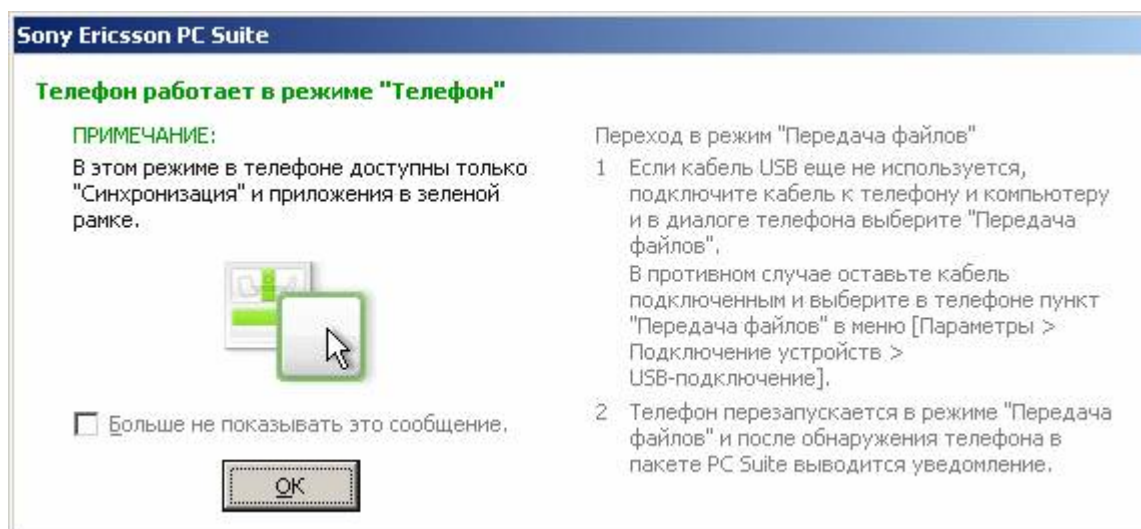 Sony Ericsson PC Suite
Телефон работает в режиме "Телефон"
ПРИМЕЧАНИЕ:
В этом режиме в телефоне доступны только
"Синхронизация" и приложения в зеленой
рамке.
Больше не показывать это сообщение.
OK
Переход в режим "Передача файлов"
1 Если кабель USB еще не используется,
подключите кабель к телефону и компьютеру
и в диалоге телефона выберите "Передача
файлов".
В противном случае оставьте кабель
подключенным и выберите в телефоне пункт
"Передача файлов" в меню [Параметры >
Подключение устройств >
USB-подключение].
2 Телефон перезапускается в режиме "Передача
файлов" и после обнаружения телефона в
пакете PC Suite выводится уведомление.